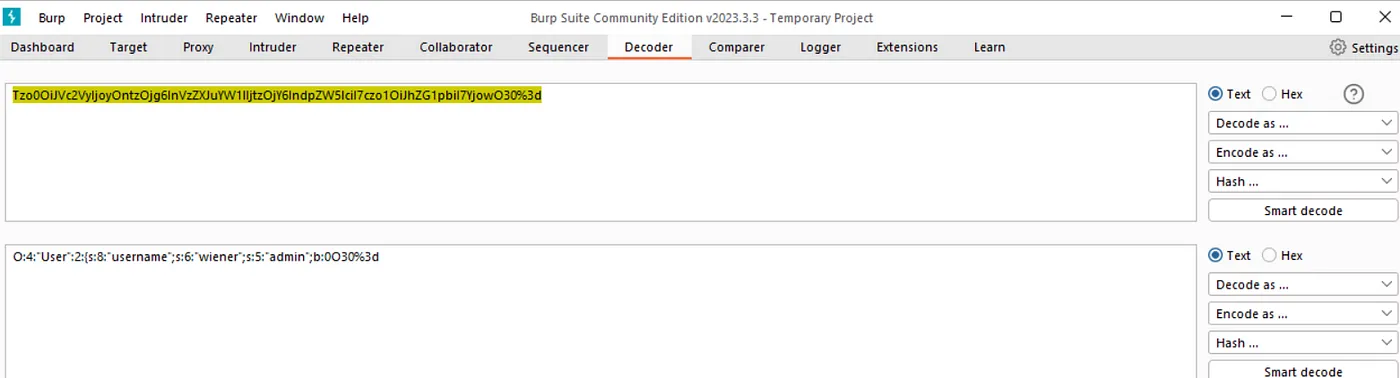 Burp Project Intruder Repeater Window Help Burp Suite Community Edition v2023.3.3 - Temporary Project
Dashboard Target Proxy Intruder Repeater Collaborator Sequencer Decoder Comparer Logger Extensions Learn Settings
Tzo0OiJVc2VyIjoyOntzOjg6InVzZXJuYW1lIjtzOjY6IndpZW5lciI7czo1OiJhZG1pbiI7YjowO30%3d
Text Hex ?
Decode as ...
Encode as ...
Hash ...
Smart decode
O:4:"User":2:{s:8:"username";s:6:"wiener";s:5:"admin";b:0O30%3d
Text Hex
Decode as ...
Encode as ...
Hash ...
Smart decode